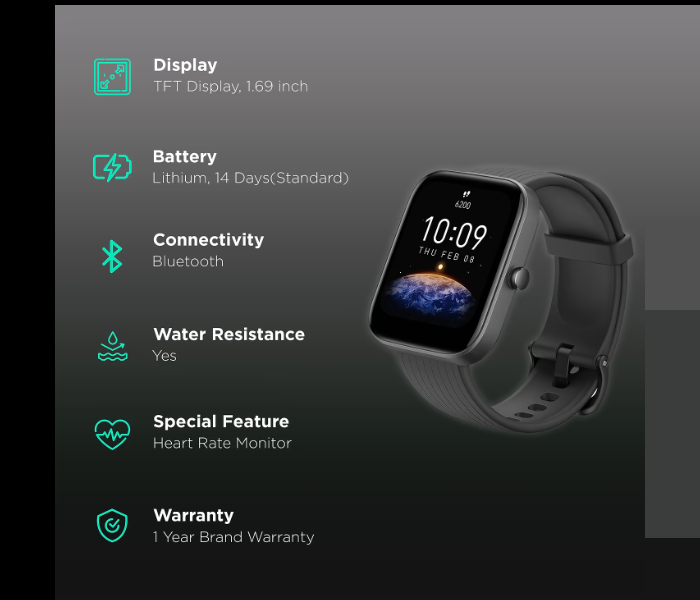 Display
TFT Display, 1.69 inch
Battery
Lithium, 14 Days(Standard)
Connectivity
Bluetooth
Water Resistance
Yes
Special Feature
Heart Rate Monitor
Warranty
1 Year Brand Warranty
6200
10:09
THU FEB 08